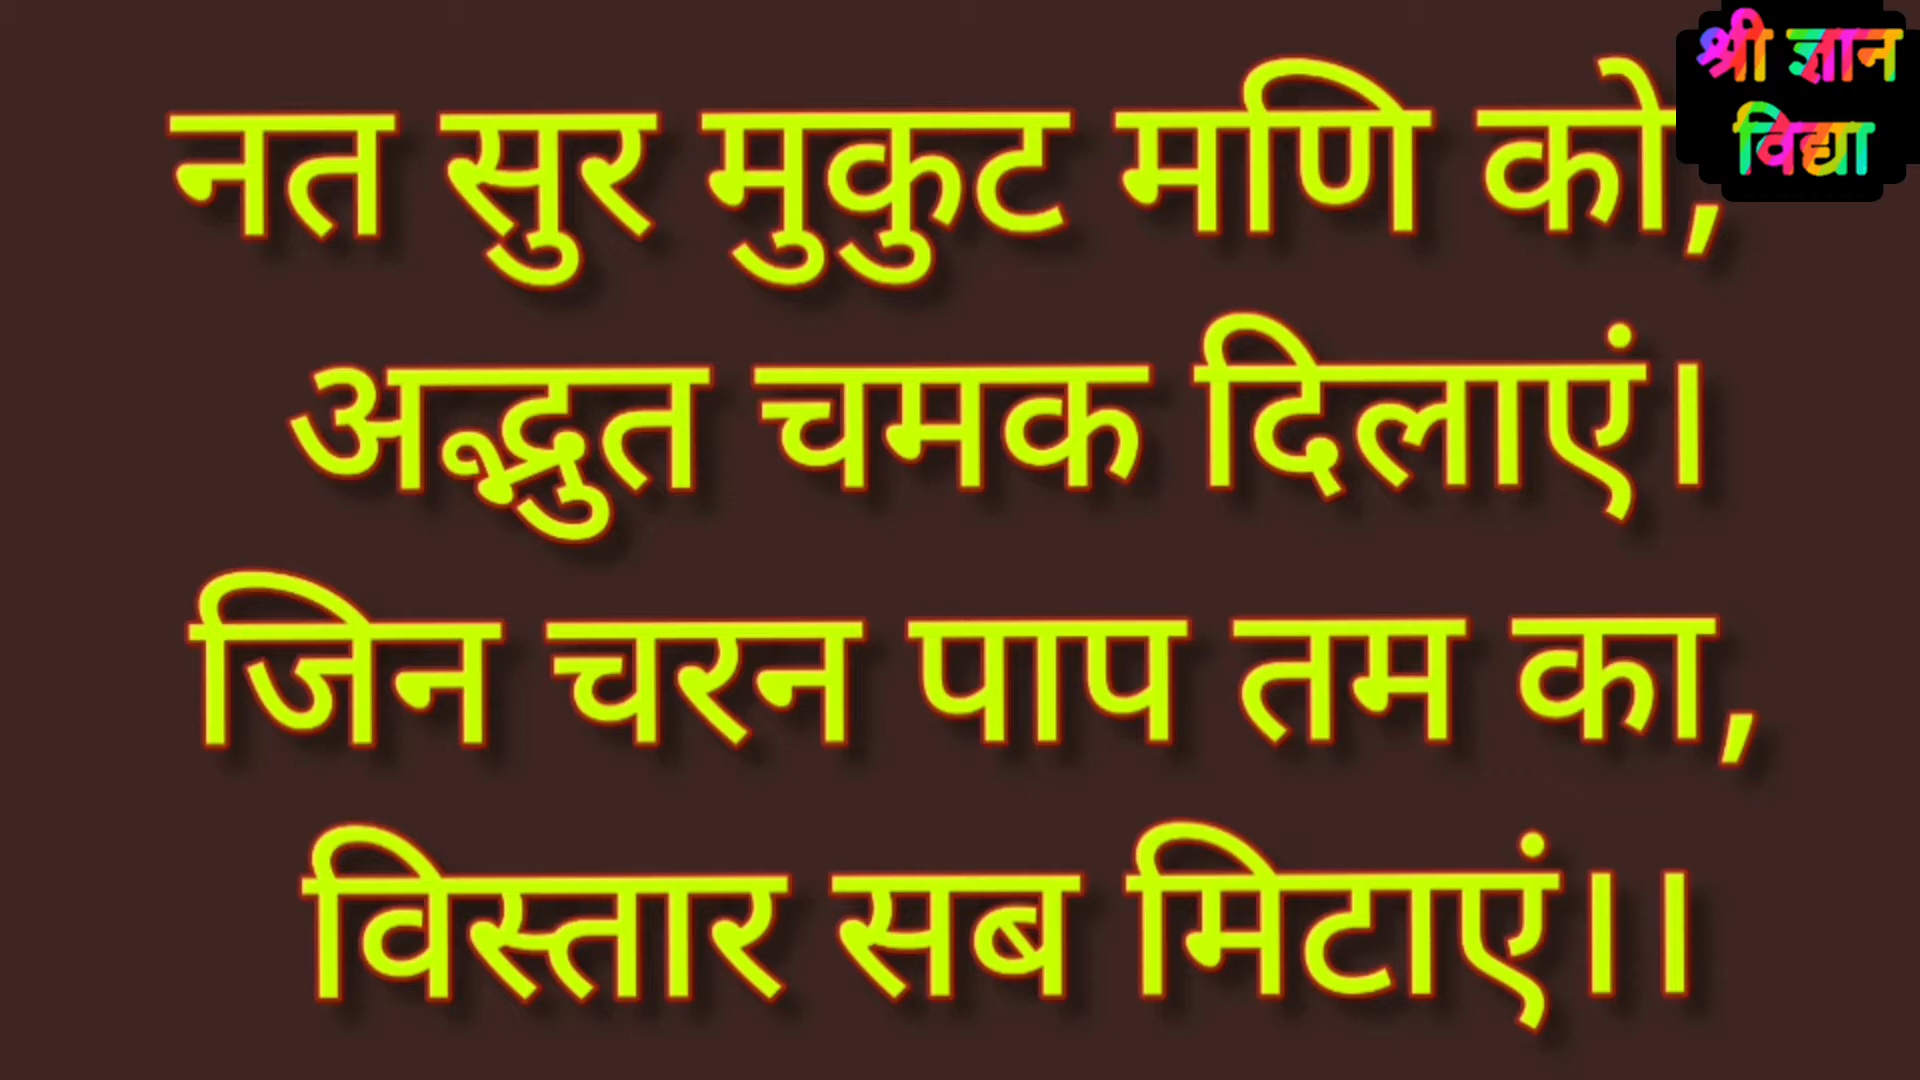 श्री ज्ञान
विद्या
नत सुर मुकुट मणि को,
अद्भुत चमक दिलाएं।
जिन चरन पाप तम का,
विस्तार सब मिटाएं।।